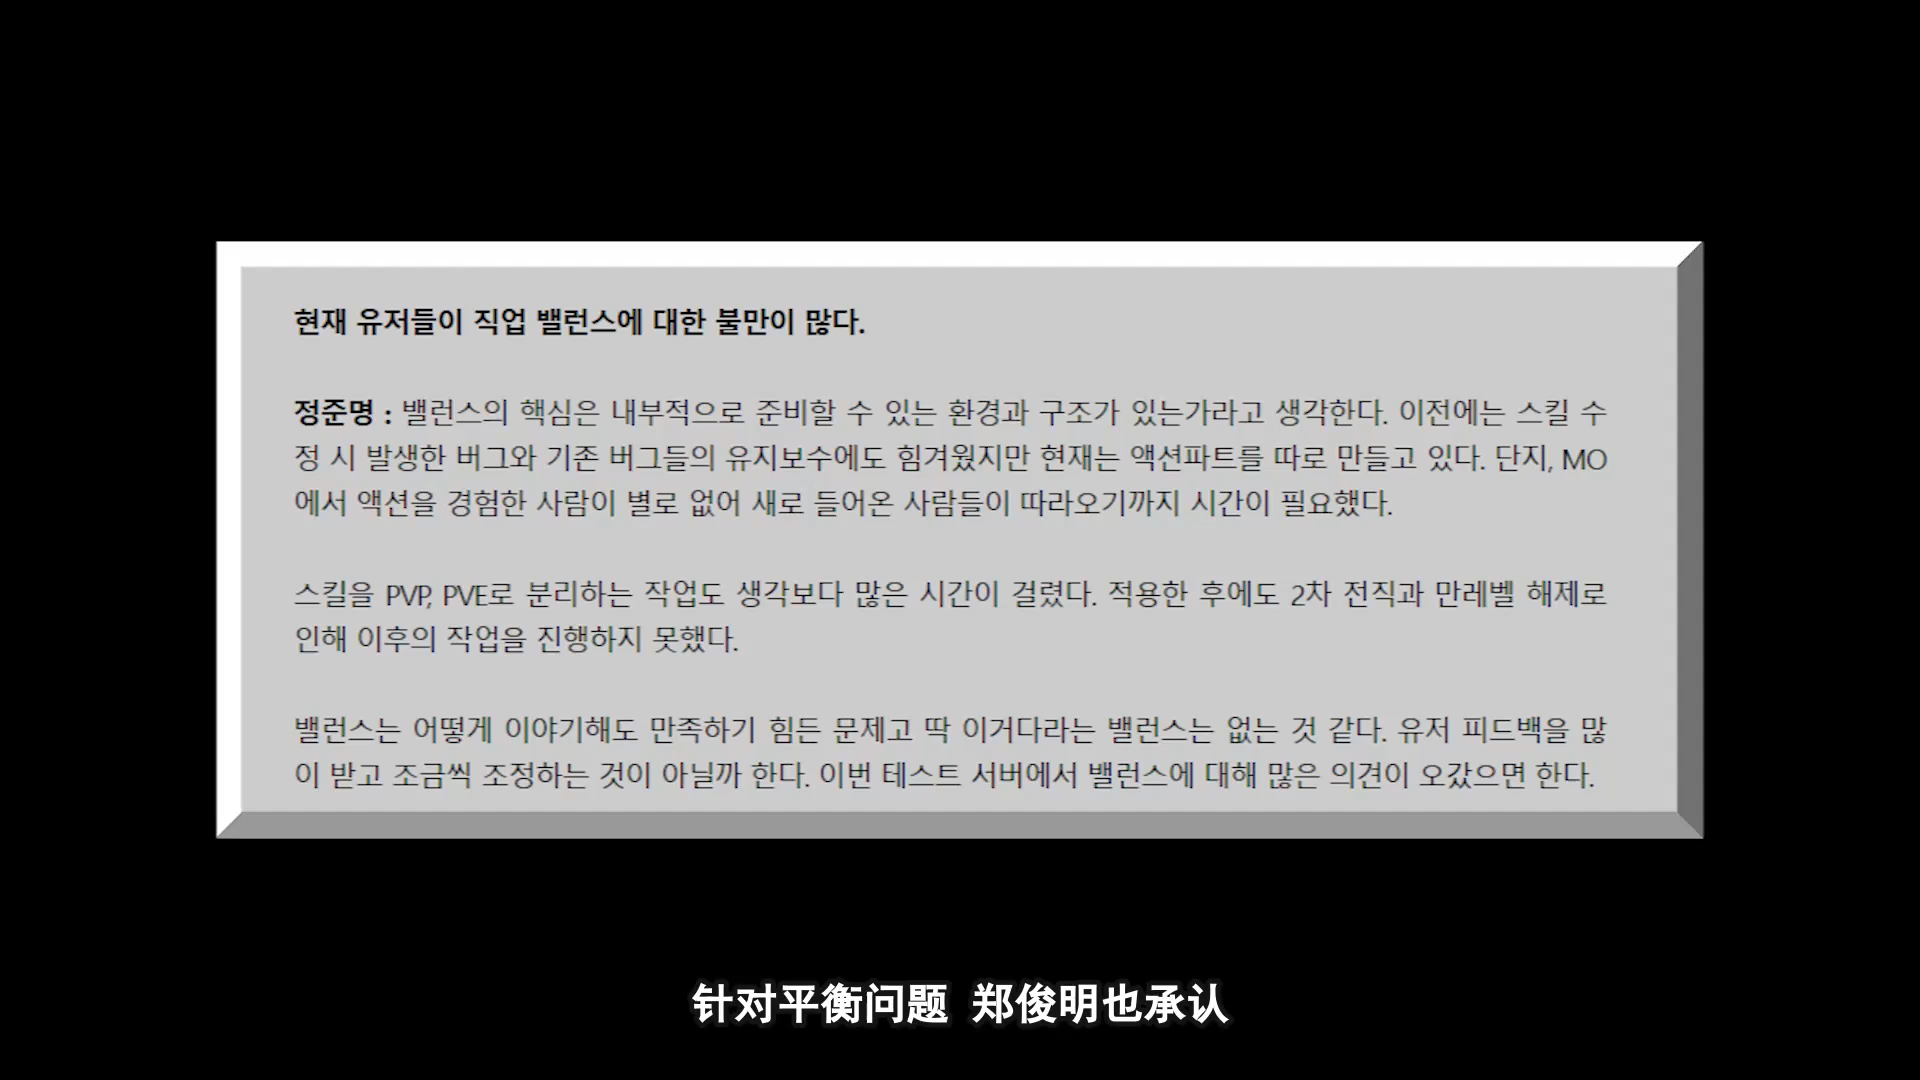 현재 유저들이 직업 밸런스에 대한 불만이 많다.
정준명 : 밸런스의 핵심은 내부적으로 준비할 수 있는 환경과 구조가 있는가라고 생각한다. 이전에는 스킬 수
정 시 발생한 버그와 기존 버그들의 유지보수에도 힘겨웠지만 현재는 액션파트를 따로 만들고 있다. 단지, MO
에서 액션을 경험한 사람이 별로 없어 새로 들어온 사람들이 따라오기까지 시간이 필요했다.
스킬을 PVP, PVE로 분리하는 작업도 생각보다 많은 시간이 걸렸다. 적용한 후에도 2차 전직과 만레벨 해제로
인해 이후의 작업을 진행하지 못했다.
밸런스는 어떻게 이야기해도 만족하기 힘든 문제고 딱 이거다라는 밸런스는 없는 것 같다. 유저 피드백을 많
이 받고 조금씩 조정하는 것이 아닐까 한다. 이번 테스트 서버에서 밸런스에 대해 많은 의견이 오갔으면 한다.
针对平衡问题 郑俊明也承认